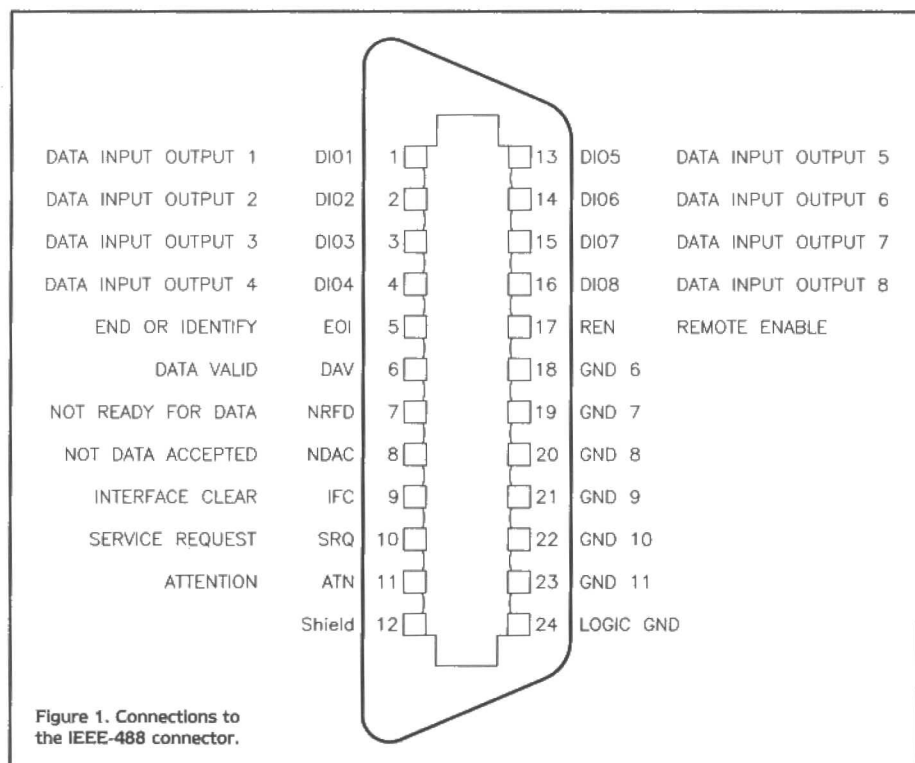 DATA INPUT OUTPUT 1 DIO1 1 13 DIO5 DATA INPUT OUTPUT 5
DATA INPUT OUTPUT 2 DIO2 2 14 DIO6 DATA INPUT OUTPUT 6
DATA INPUT OUTPUT 3 DIO3 3 15 DIO7 DATA INPUT OUTPUT 7
DATA INPUT OUTPUT 4 DIO4 4 16 DIO8 DATA INPUT OUTPUT 8
END OR IDENTIFY EOI 5 17 REN REMOTE ENABLE
DATA VALID DAV 6 18 GND 6
NOT READY FOR DATA NRFD 7 19 GND 7
NOT DATA ACCEPTED NDAC 8 20 GND 8
INTERFACE CLEAR IFC 9 21 GND 9
SERVICE REQUEST SRQ 10 22 GND 10
ATTENTION ATN 11 23 GND 11
Shield 12 24 LOGIC GND
Figure 1. Connections to
the IEEE-488 connector.